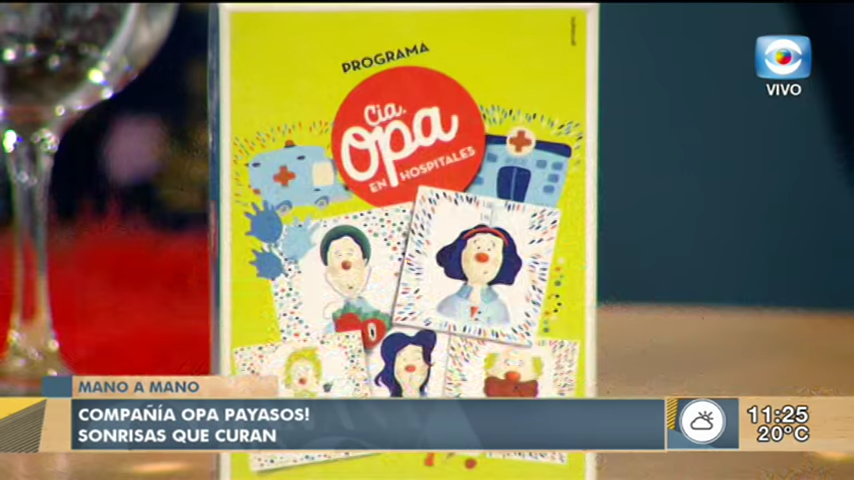 PROGRAMA
Cia.
Opa
EN HOSPITALES
VIVO
MANO A MANO
COMPAÑÍA OPA PAYASOS!
SONRISAS QUE CURAN
11:25
20°C